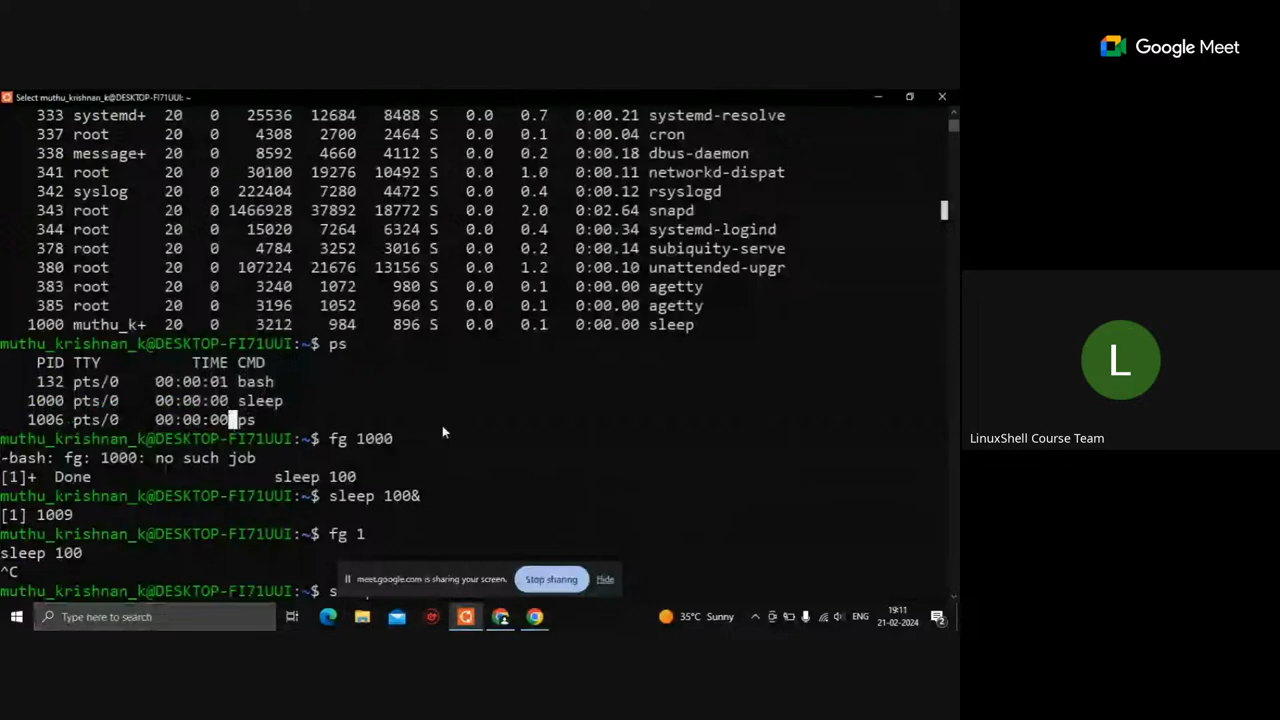 Google Meet
Select muthu_krishnan_k@DESKTOP-FI71UUI: ~
333 systemd+ 20 0 25536 12684 8488 S 0.0 0.7 0:00.21 systemd-resolve
337 root 20 0 4308 2700 2464 S 0.0 0.1 0:00.04 cron
338 message+ 20 0 8592 4660 4112 S 0.0 0.2 0:00.18 dbus-daemon
341 root 20 0 30100 19276 10492 S 0.0 1.0 0:00.11 networkd-dispat
342 syslog 20 0 222404 7280 4472 S 0.0 0.4 0:00.12 rsyslogd
343 root 20 0 1466928 37892 18772 S 0.0 2.0 0:02.64 snapd
344 root 20 0 15020 7264 6324 S 0.0 0.4 0:00.34 systemd-logind
378 root 20 0 4784 3252 3016 S 0.0 0.2 0:00.14 subiquity-serve
380 root 20 0 107224 21676 13156 S 0.0 1.2 0:00.10 unattended-upgr
383 root 20 0 3240 1072 980 S 0.0 0.1 0:00.00 agetty
385 root 20 0 3196 1052 960 S 0.0 0.1 0:00.00 agetty
1000 muthu_k+ 20 0 3212 984 896 S 0.0 0.1 0:00.00 sleep
muthu_krishnan_k@DESKTOP-FI71UUI:~$ ps
PID TTY TIME CMD
132 pts/0 00:00:01 bash
1000 pts/0 00:00:00 sleep
1006 pts/0 00:00:00 ps
muthu_krishnan_k@DESKTOP-FI71UUI:~$ fg 1000
-bash: fg: 1000: no such job
[1]+ Done sleep 100
muthu_krishnan_k@DESKTOP-FI71UUI:~$ sleep 100&
[1] 1009
muthu_krishnan_k@DESKTOP-FI71UUI:~$ fg 1
sleep 100
^C
muthu_krishnan_k@DESKTOP-FI71UUI:~$
meet.google.com is sharing your screen.
Stop sharing
Hide
Type here to search
35°C Sunny
ENG
19:11
21-02-2024
2
L
LinuxShell Course Team